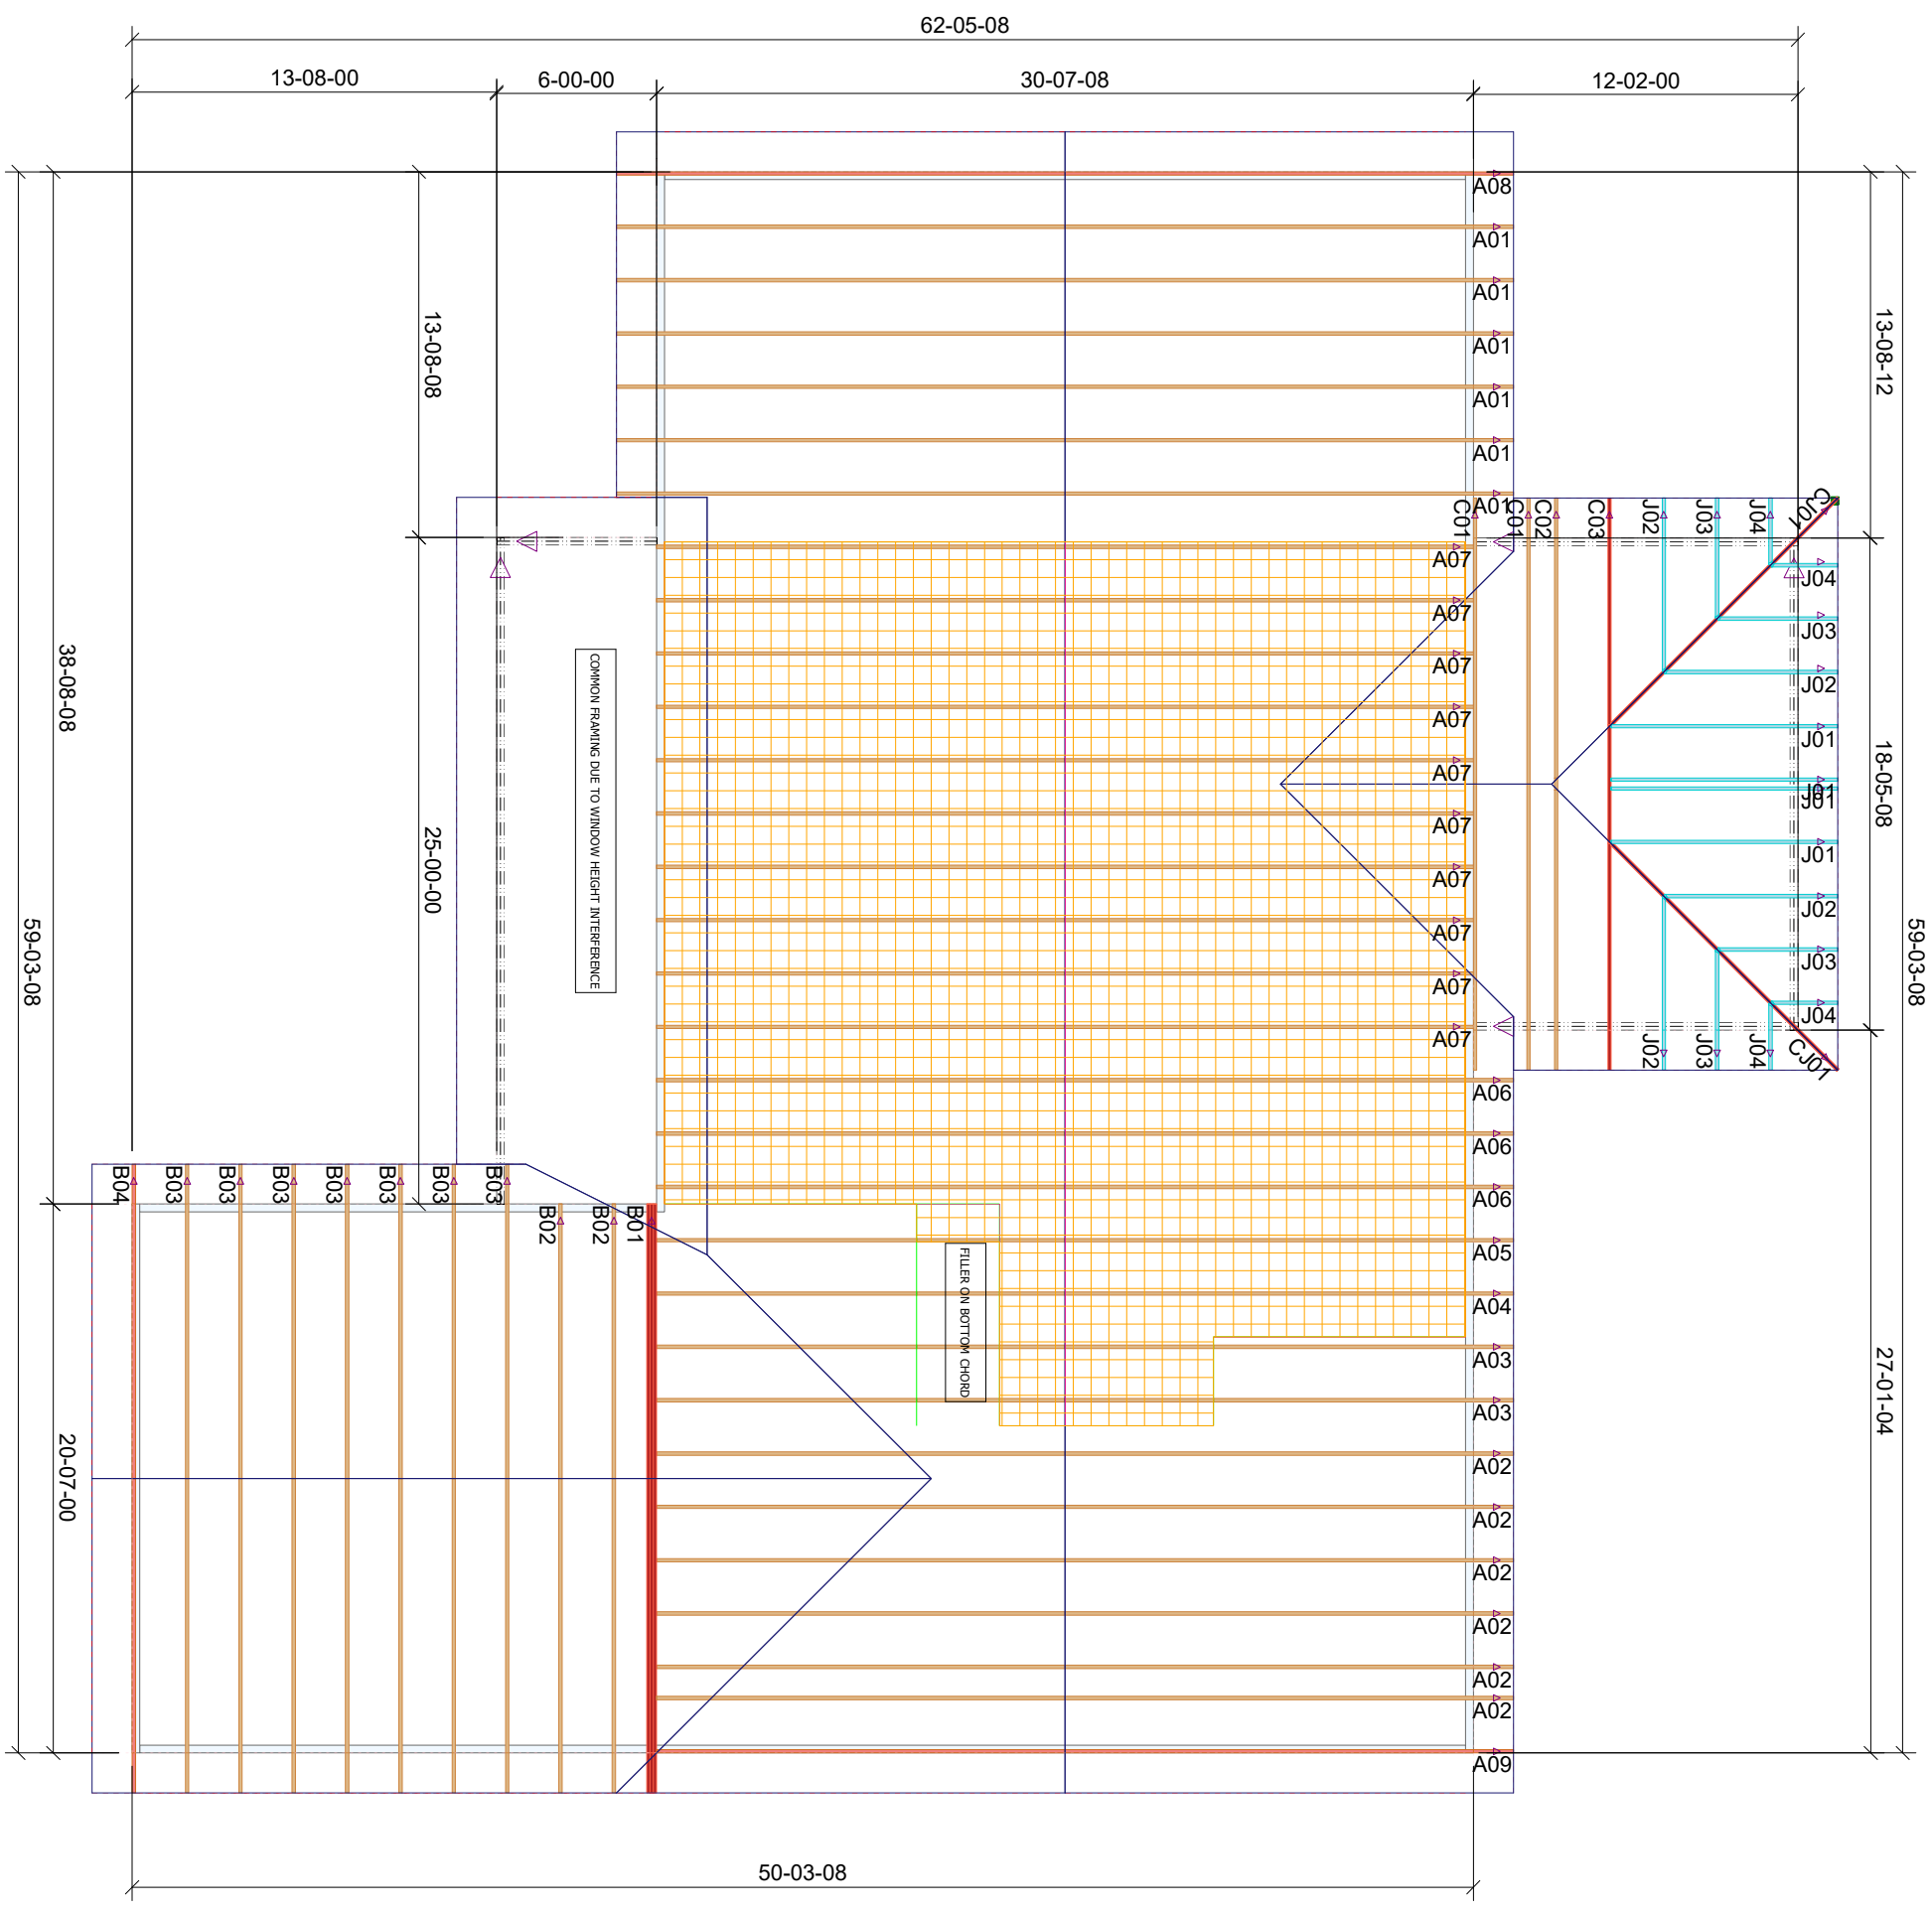 62-05-08
13-08-00
6-00-00
30-07-08
12-02-00
A08
A01
A01
A01
A01
A01
A01
C01
C01
C02
C03
J02
J03
J04
CJ01
J04
J03
J02
J01
J01
J01
J01
J02
J03
J04
CJ01
J02
J03
J04
A07
A07
A07
A07
A07
A07
A07
A07
A07
A07
A06
A06
A06
A05
A04
A03
A03
A02
A02
A02
A02
A02
A02
A09
B04
B03
B03
B03
B03
B03
B03
B03
B02
B02
B01
COMMON FRAMING DUE TO WINDOW HEIGHT INTERFERENCE
FILLER ON BOTTOM CHORD
13-08-08
25-00-00
38-08-08
20-07-00
59-03-08
13-08-12
18-05-08
27-01-04
59-03-08
50-03-08